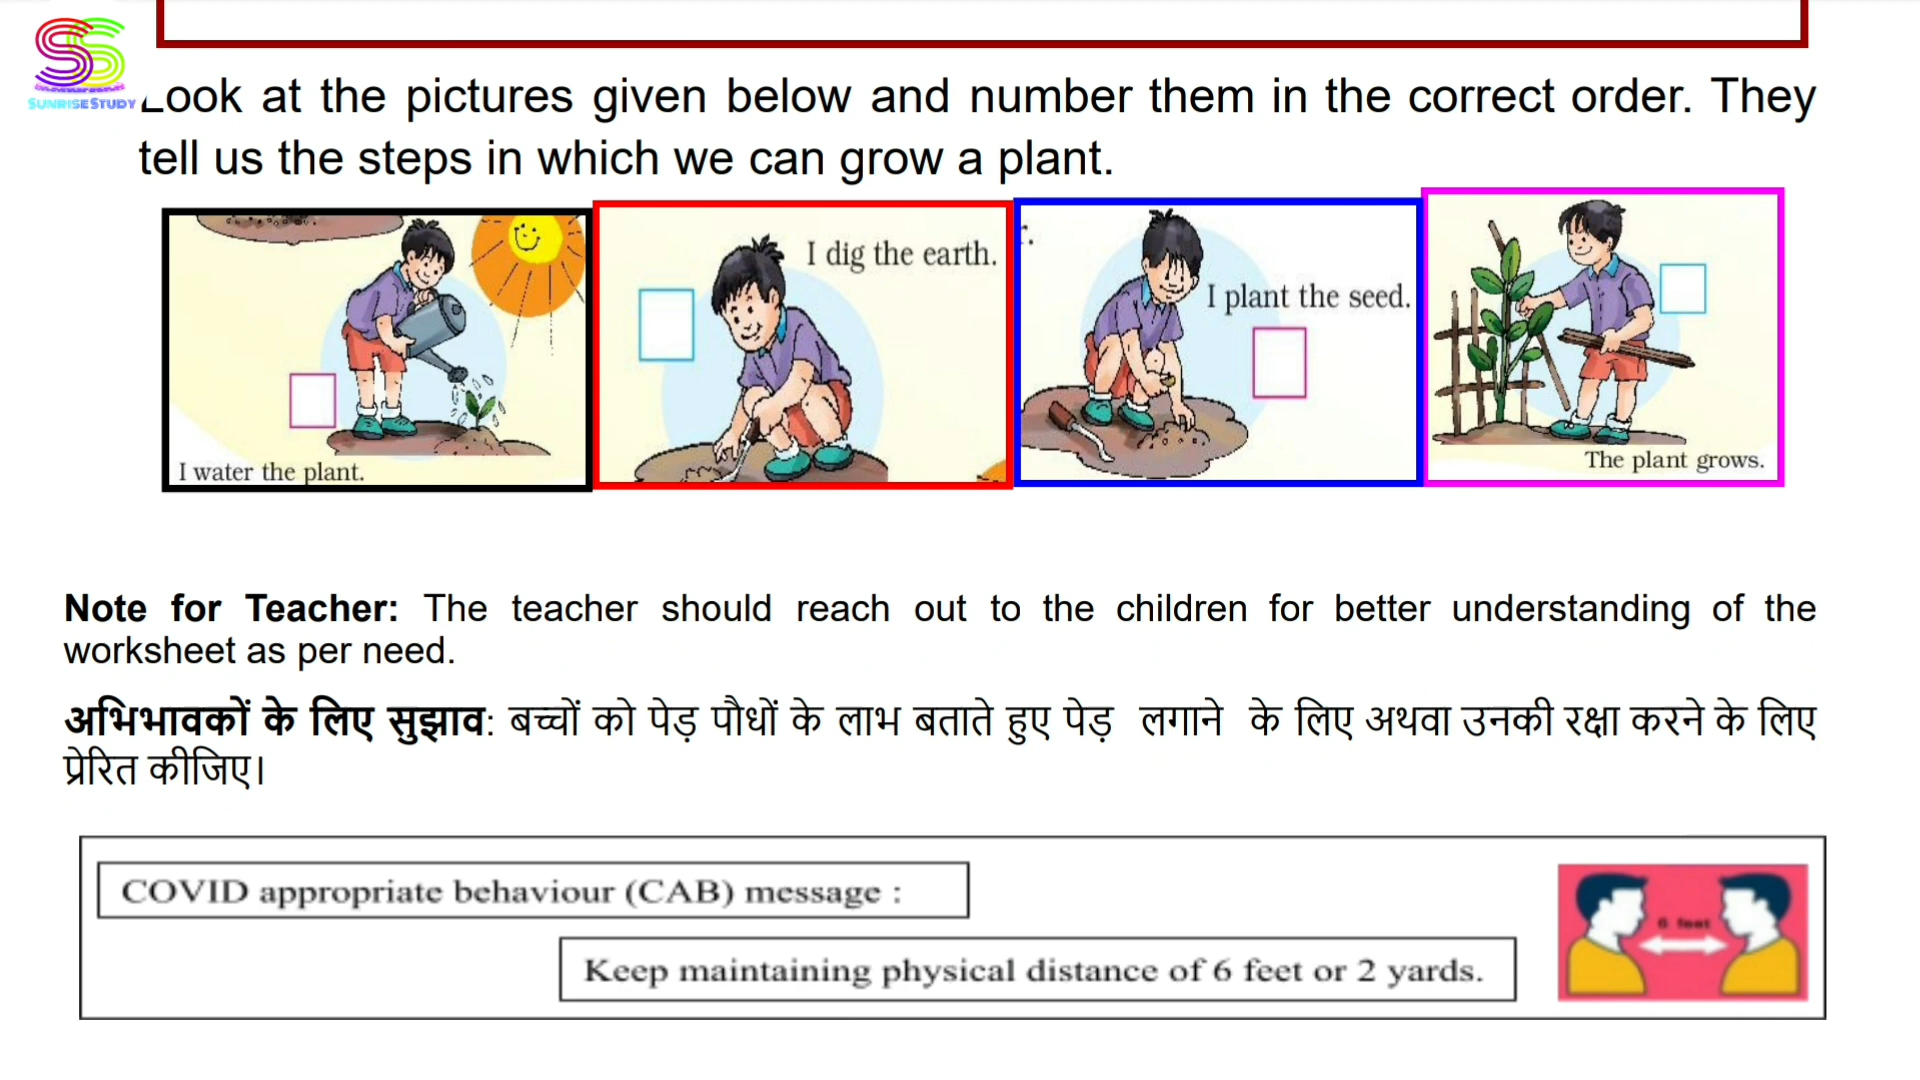 SUNRISESTUDY
Look at the pictures given below and number them in the correct order. They
tell us the steps in which we can grow a plant.
I water the plant.
I dig the earth.
r.
I plant the seed.
The plant grows.
Note for Teacher: The teacher should reach out to the children for better understanding of the
worksheet as per need.
अभिभावकों के लिए सुझाव: बच्चों को पेड़ पौधों के लाभ बताते हुए पेड़ लगाने के लिए अथवा उनकी रक्षा करने के लिए
प्रेरित कीजिए।
COVID appropriate behaviour (CAB) message :
6 feet
Keep maintaining physical distance of 6 feet or 2 yards.